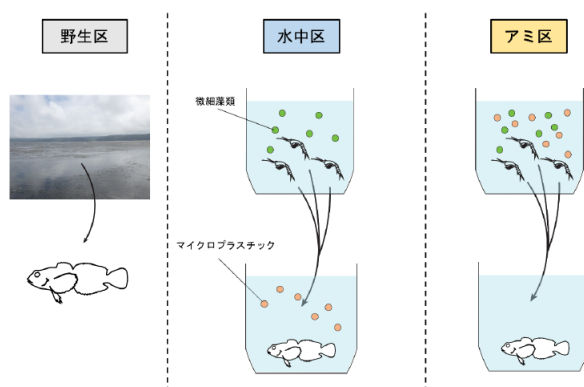 野生区
水中区
アミ区
微細藻類
マイクロプラスチック